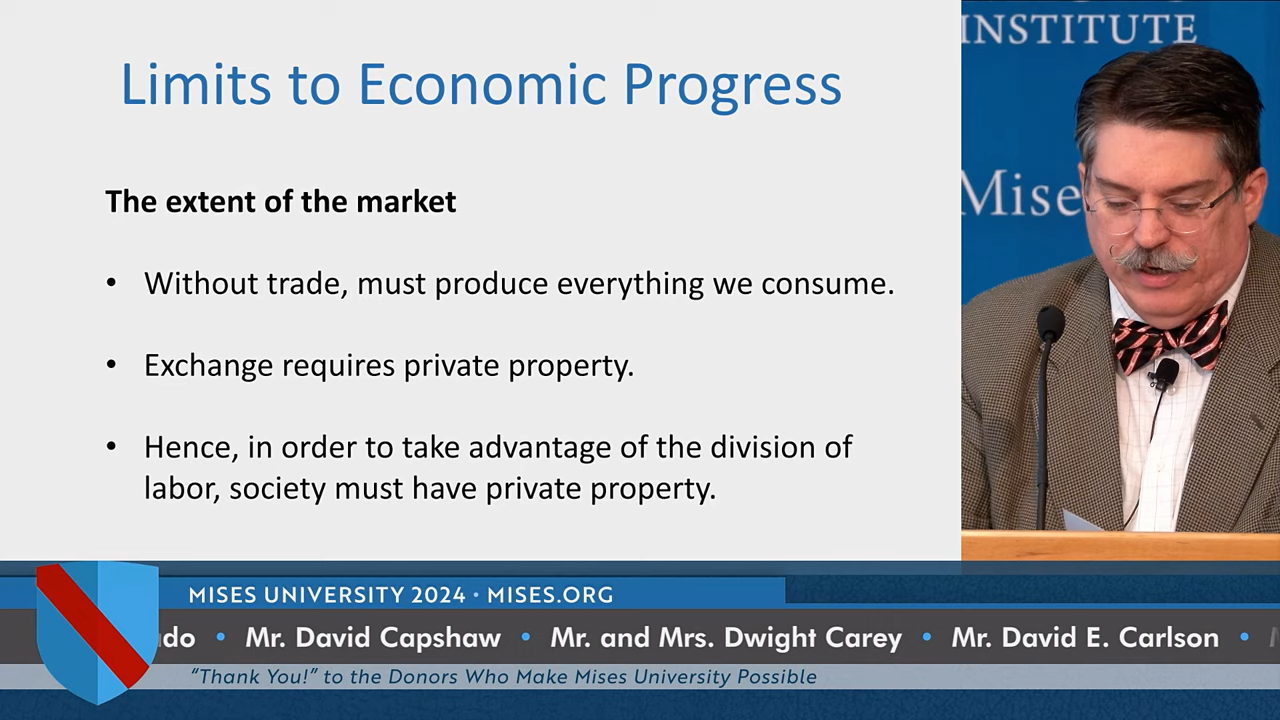 Limits to Economic Progress
The extent of the market
• Without trade, must produce everything we consume.
• Exchange requires private property.
• Hence, in order to take advantage of the division of
labor, society must have private property.
INSTITUTE
Mise
MISES UNIVERSITY 2024 • MISES.ORG
do • Mr. David Capshaw • Mr. and Mrs. Dwight Carey • Mr. David E. Carlson •
“Thank You!” to the Donors Who Make Mises University Possible